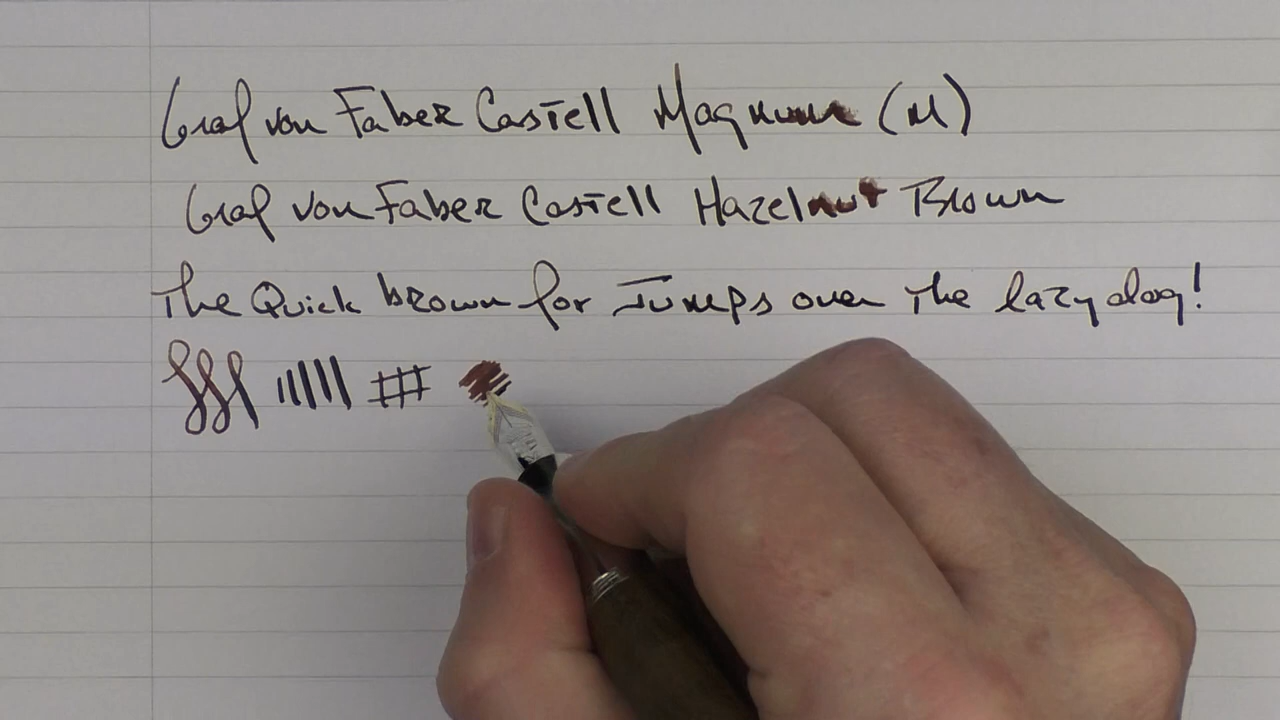 Graf von Faber Castell Magnum (M)
Graf von Faber Castell Hazelnut Brown
The Quick brown fox Jumps over the lazy dog!